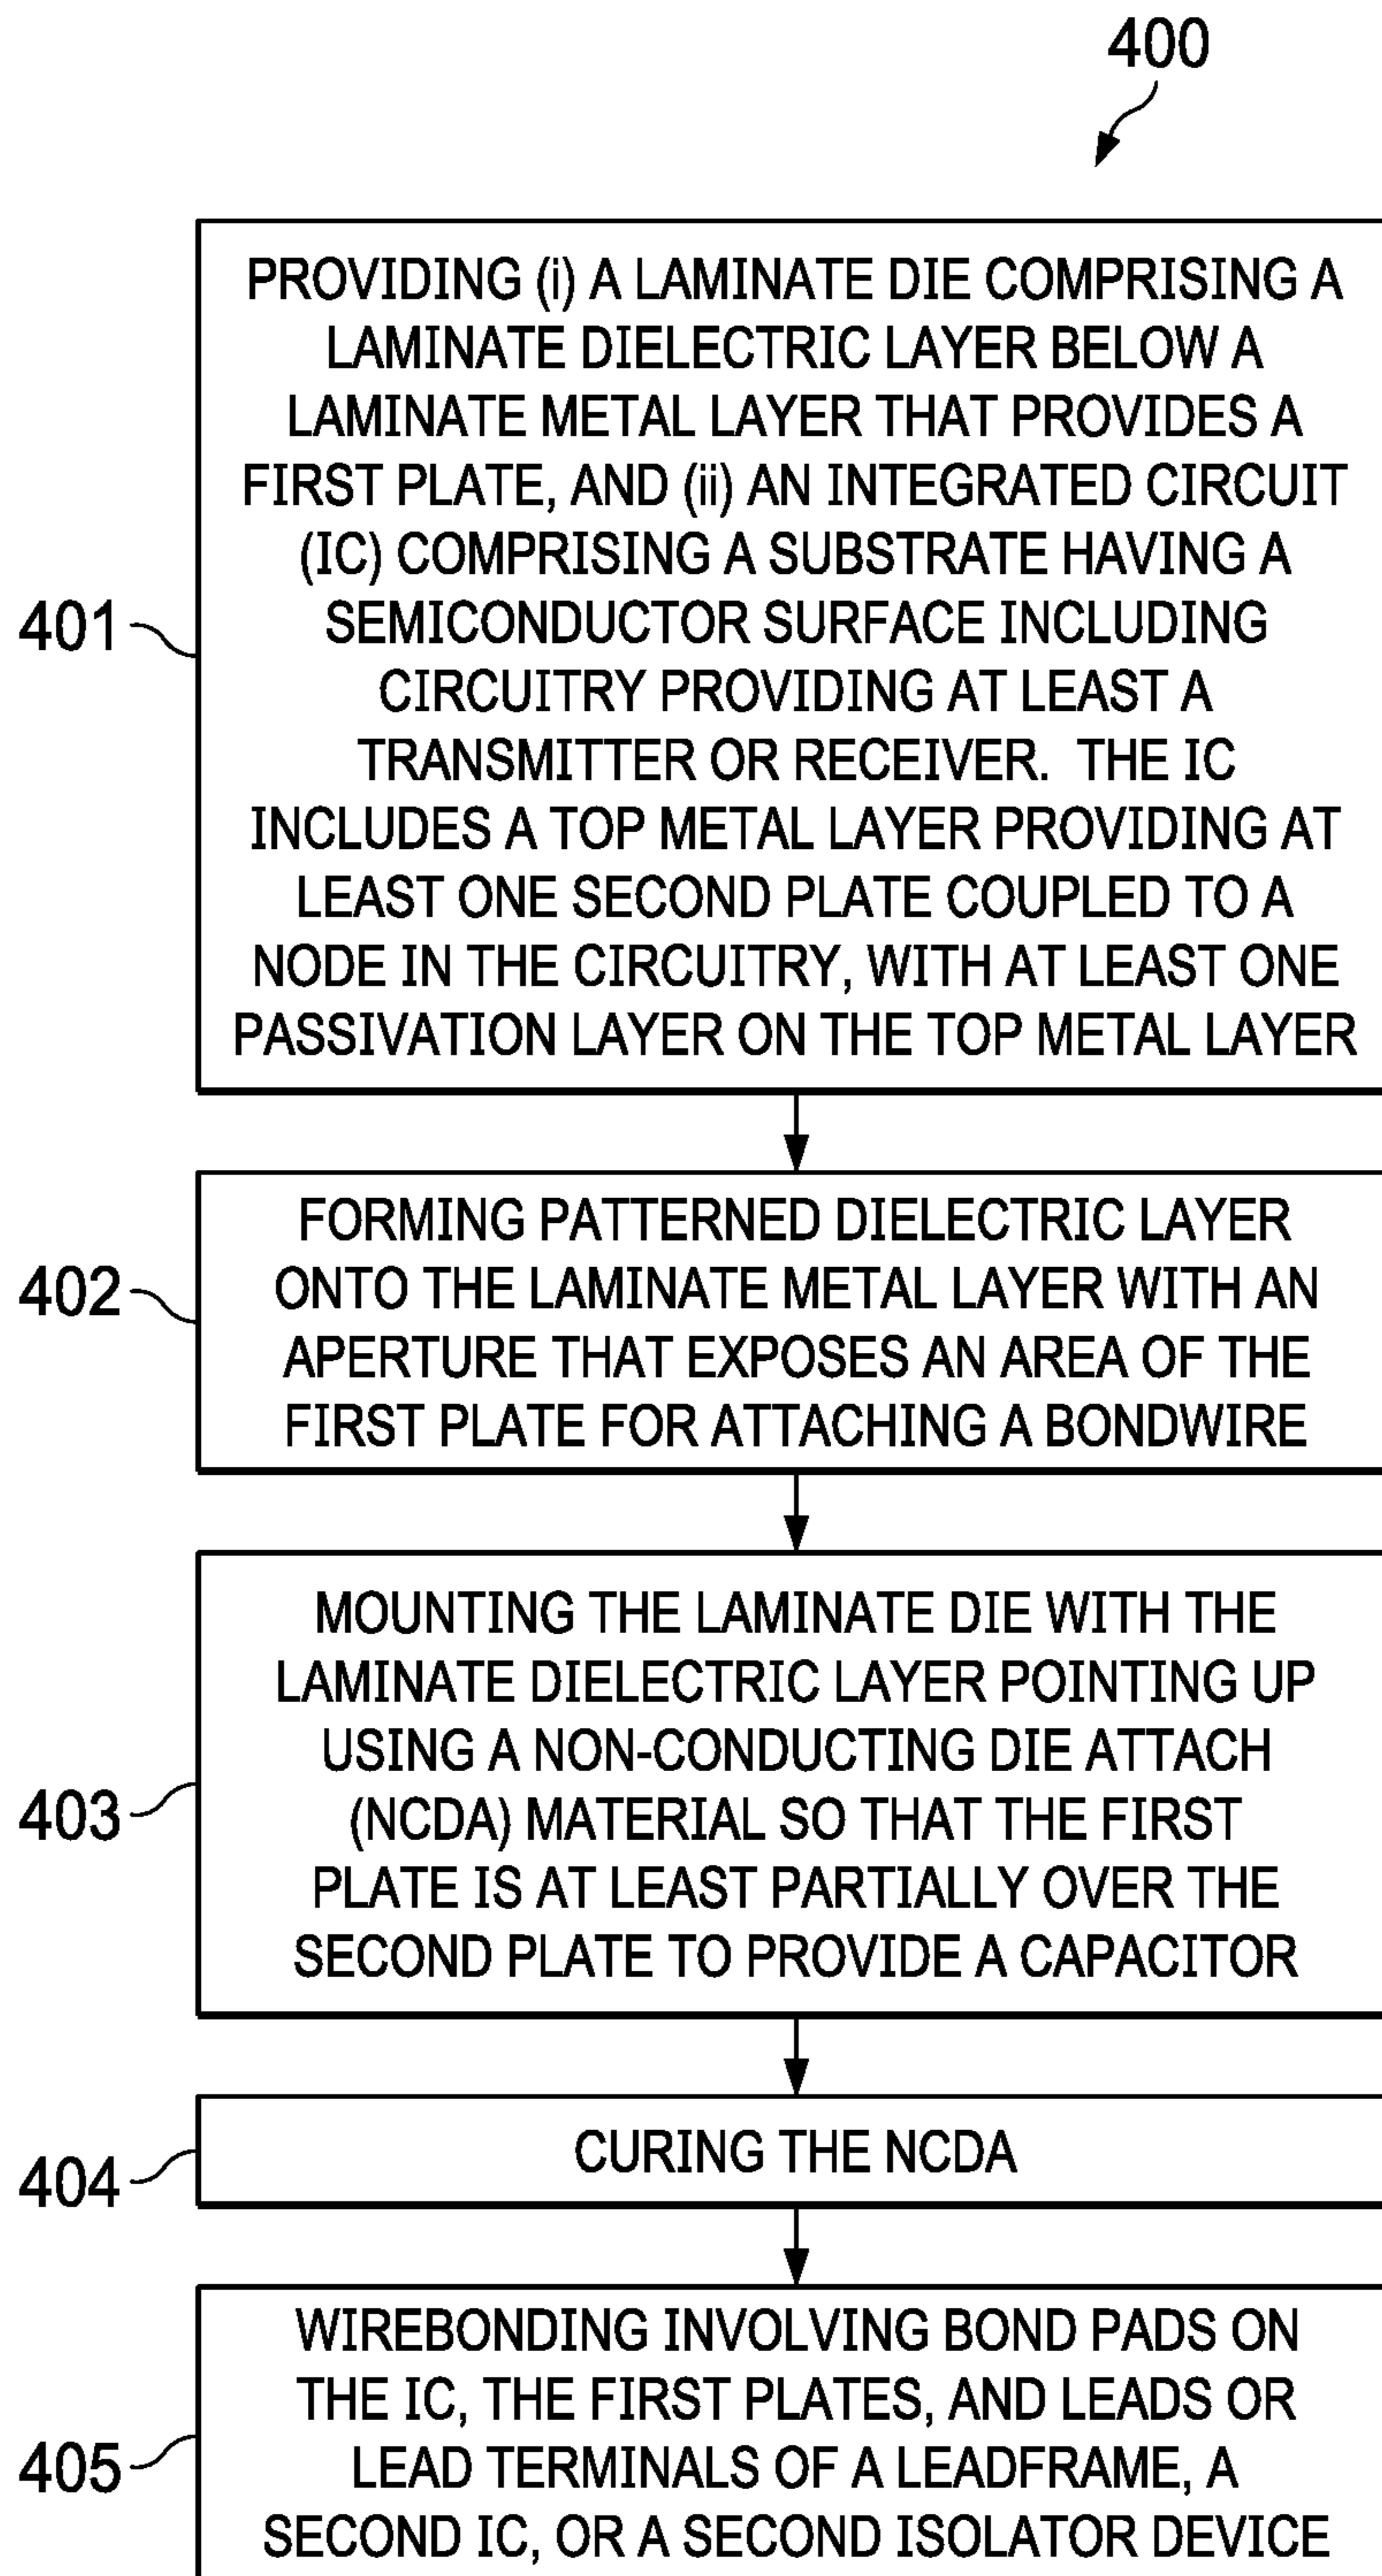 400
PROVIDING (i) A LAMINATE DIE COMPRISING A
LAMINATE DIELECTRIC LAYER BELOW A
LAMINATE METAL LAYER THAT PROVIDES A
FIRST PLATE, AND (ii) AN INTEGRATED CIRCUIT
(IC) COMPRISING A SUBSTRATE HAVING A
SEMICONDUCTOR SURFACE INCLUDING
CIRCUITRY PROVIDING AT LEAST A
TRANSMITTER OR RECEIVER. THE IC
INCLUDES A TOP METAL LAYER PROVIDING AT
LEAST ONE SECOND PLATE COUPLED TO A
NODE IN THE CIRCUITRY, WITH AT LEAST ONE
PASSIVATION LAYER ON THE TOP METAL LAYER
401
FORMING PATTERNED DIELECTRIC LAYER
ONTO THE LAMINATE METAL LAYER WITH AN
APERTURE THAT EXPOSES AN AREA OF THE
FIRST PLATE FOR ATTACHING A BONDWIRE
402
MOUNTING THE LAMINATE DIE WITH THE
LAMINATE DIELECTRIC LAYER POINTING UP
USING A NON-CONDUCTING DIE ATTACH
(NCDA) MATERIAL SO THAT THE FIRST
PLATE IS AT LEAST PARTIALLY OVER THE
SECOND PLATE TO PROVIDE A CAPACITOR
403
CURING THE NCDA
404
WIREBONDING INVOLVING BOND PADS ON
THE IC, THE FIRST PLATES, AND LEADS OR
LEAD TERMINALS OF A LEADFRAME, A
SECOND IC, OR A SECOND ISOLATOR DEVICE
405